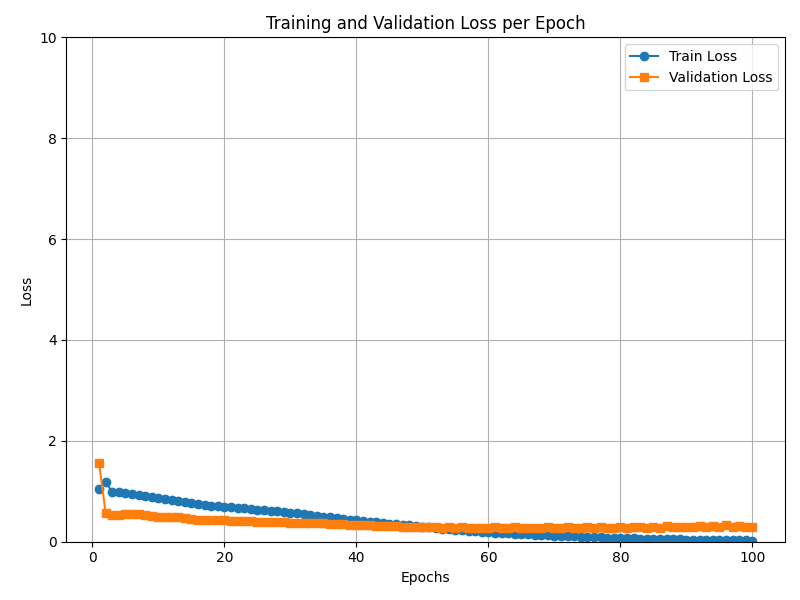 Training and Validation Loss per Epoch
Train Loss
Validation Loss
10
8
6
4
2
0
Loss
0 20 40 60 80 100
Epochs